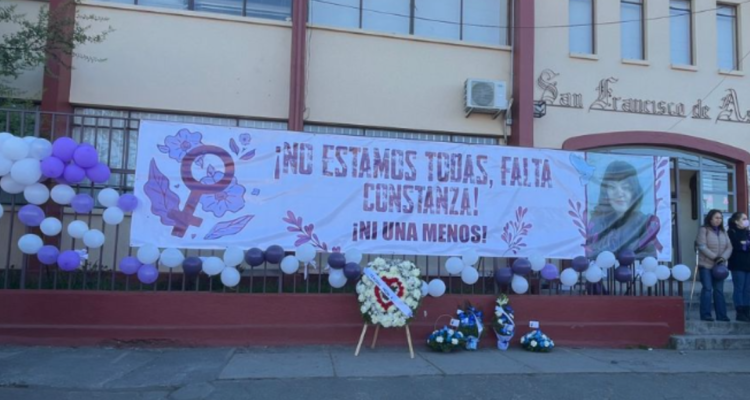 San Francisco de
¡NO ESTAMOS TODAS, FALTA
CONSTANZA!
¡NI UNA MENOS!